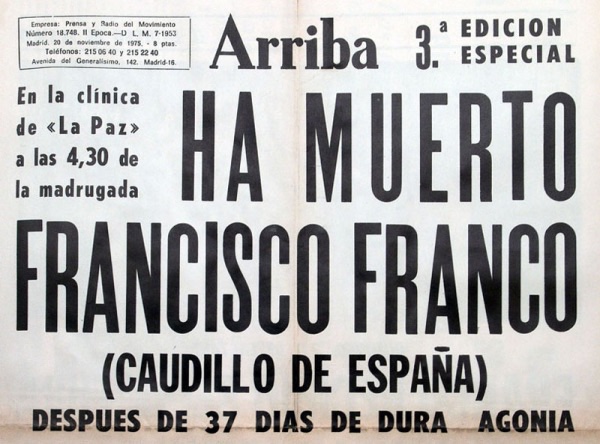 Empresa: Prensa y Radio del Movimiento
Número 18.748. II Epoca.—D L. M. 7-1953
Madrid. 20 de noviembre de 1975. - 8 ptas.
Teléfonos: 215 06 40 y 215 22 40
Avenida del Generalísimo, 142. Madrid-16.
Arriba
3.ª EDICION
ESPECIAL
En la clínica
de «La Paz»
a las 4,30 de
la madrugada
HA MUERTO
FRANCISCO FRANCO
(CAUDILLO DE ESPAÑA)
DESPUES DE 37 DIAS DE DURA AGONIA